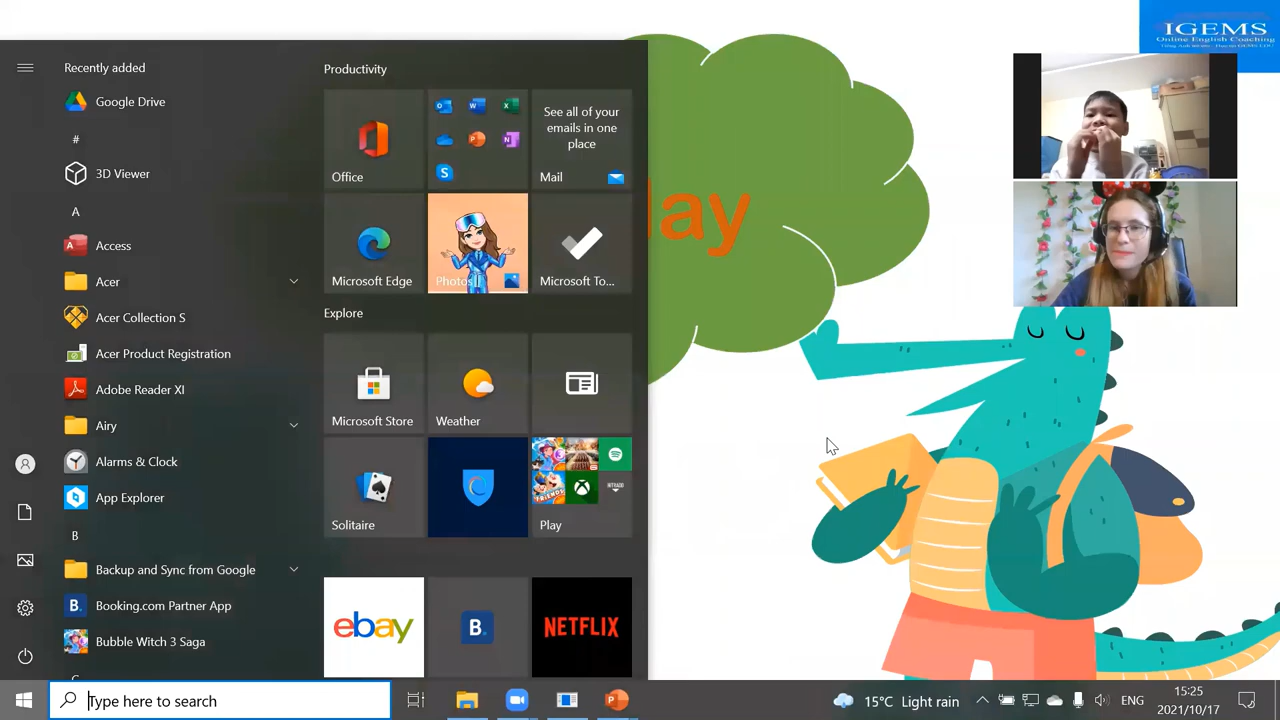 IGEMS
Online English Coaching
Recently added
Google Drive
#
3D Viewer
A
Access
Acer
Acer Collection S
Acer Product Registration
Adobe Reader XI
Airy
Alarms & Clock
App Explorer
B
Backup and Sync from Google
Booking.com Partner App
Bubble Witch 3 Saga
Productivity
Office
See all of your
emails in one
place
Mail
Microsoft Edge
Photos
Microsoft To...
Explore
Microsoft Store
Weather
Solitaire
Play
ebay
B.
NETFLIX
lay
Type here to search
15°C Light rain
ENG
15:25
2021/10/17